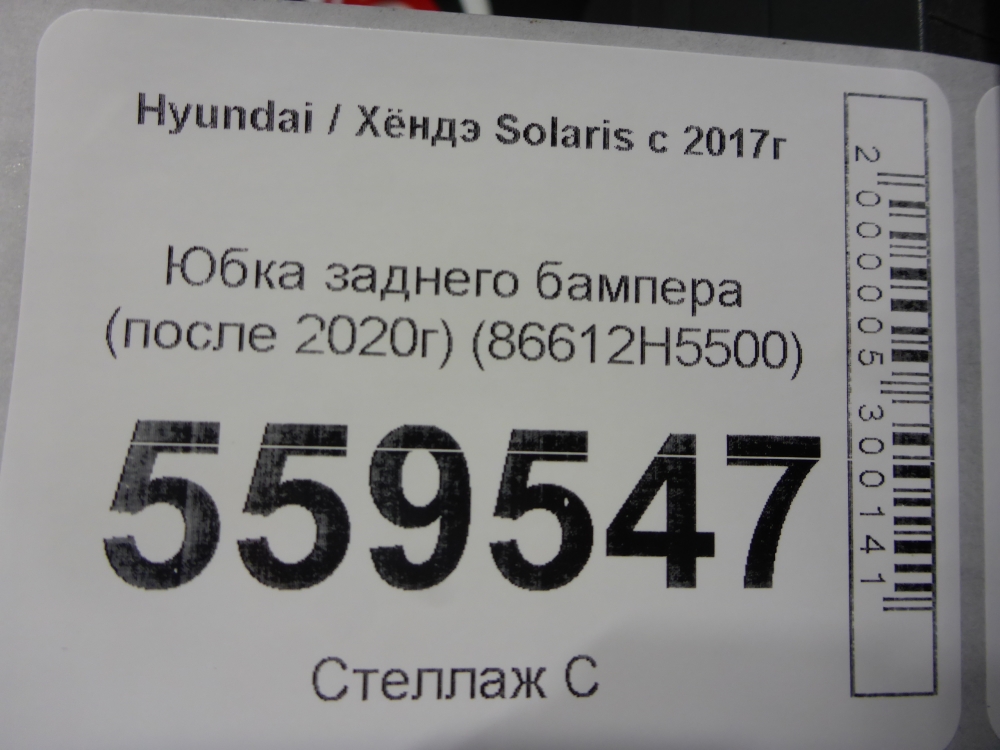 Hyundai / Хёндэ Solaris с 2017г
Юбка заднего бампера
(после 2020г) (86612H5500)
559547
Стеллаж С
2000005300141